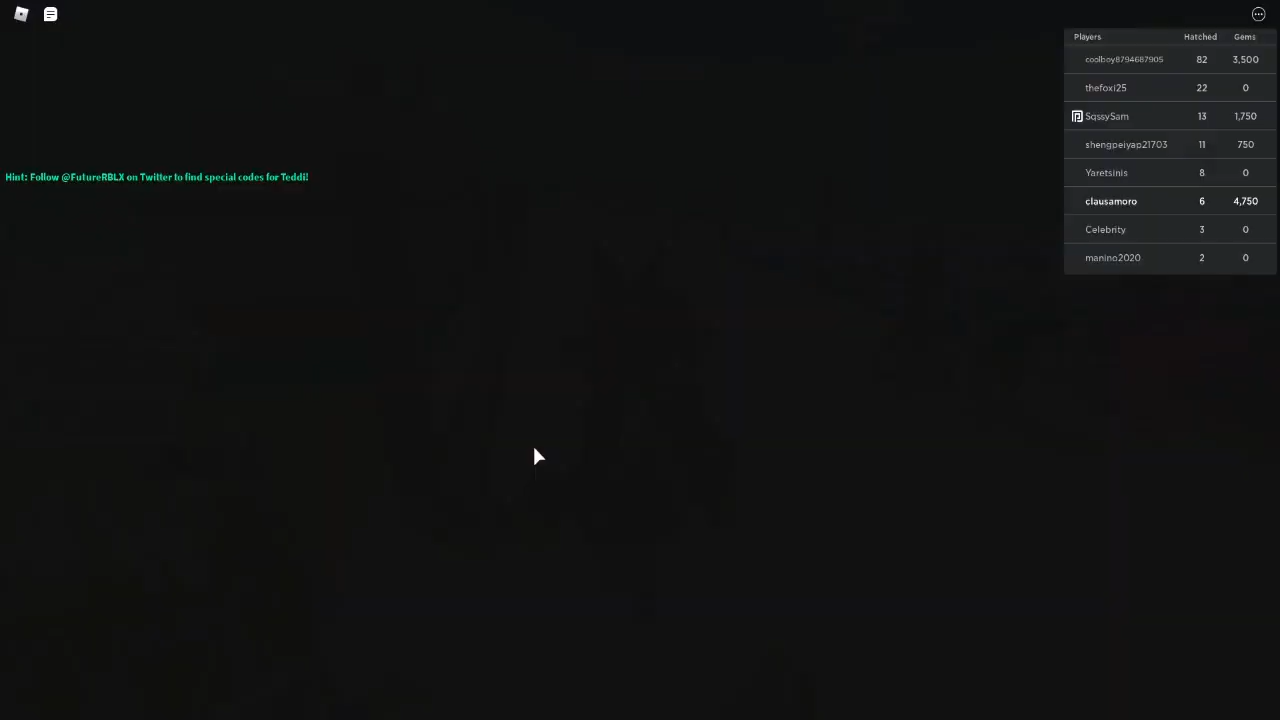 Players Hatched Gems
coolboy8794687905 82 3,500
thefoxi25 22 0
SqssySam 13 1,750
shengpeiyap21703 11 750
Yaretsinis 8 0
clausamoro 6 4,750
Celebrity 3 0
manino2020 2 0
Hint: Follow @FutureRBLX on Twitter to find special codes for Teddi!